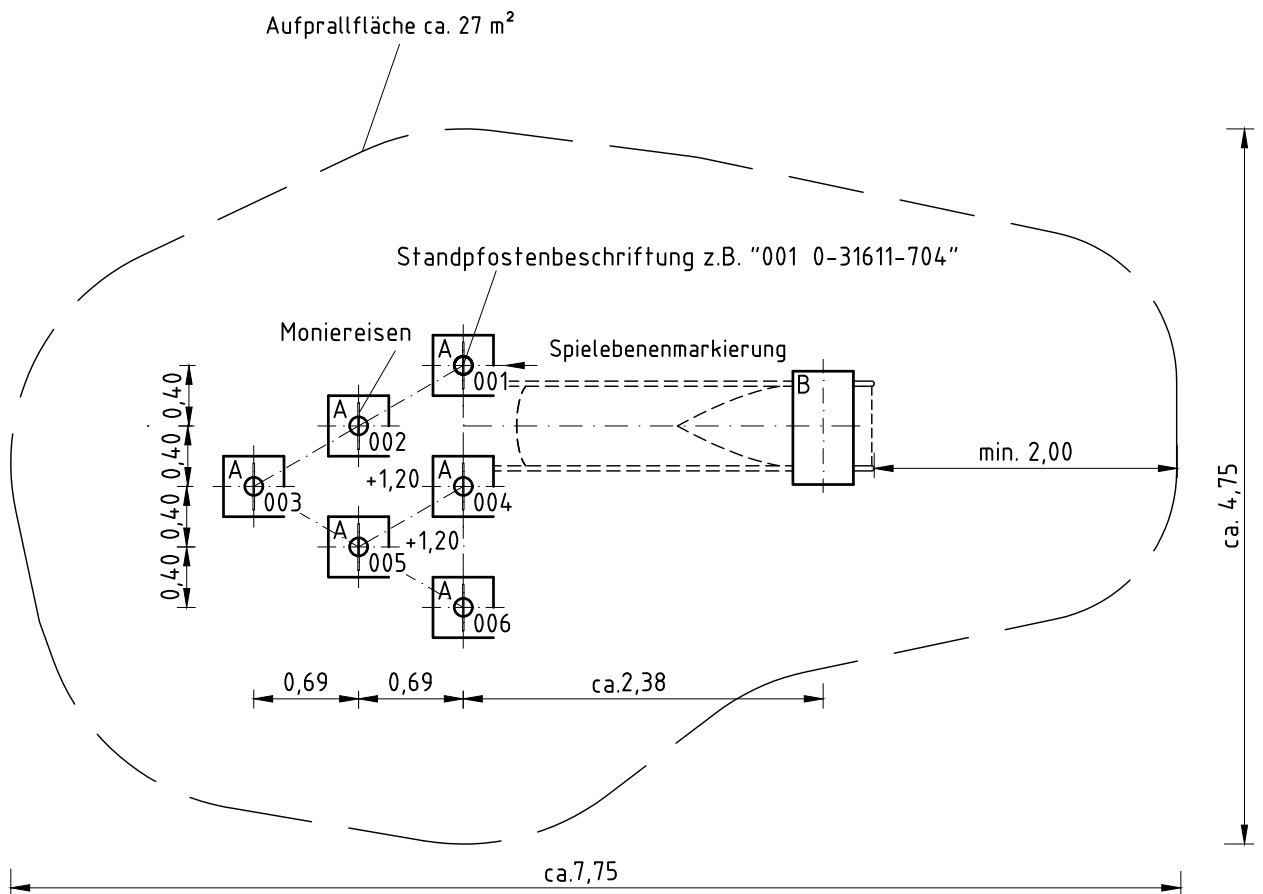 Aufprallfläche ca. 27 m²
Standpfostenbeschriftung z.B. "001 0-31611-704"
Moniereisen
Spielebenenmarkierung
A
001
B
A
002
min. 2,00
A
003
+1,20
A
004
A
005
+1,20
A
006
0,40
0,40
0,40
0,40
0,69
0,69
ca.2,38
ca. 4,75
ca.7,75